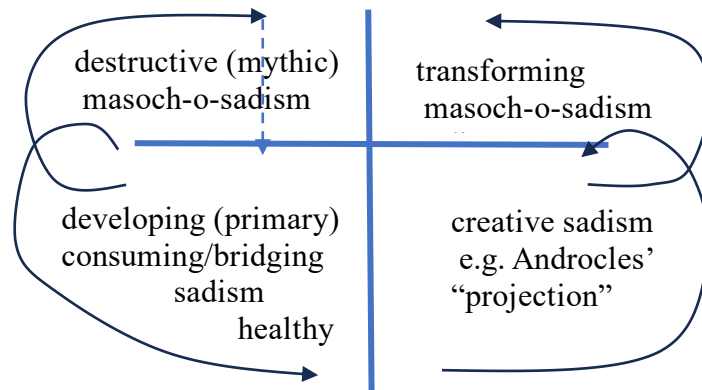 destructive (mythic)
masoch-o-sadism
transforming
masoch-o-sadism
developing (primary)
consuming/bridging
sadism
healthy
creative sadism
e.g. Androcles’
“projection”